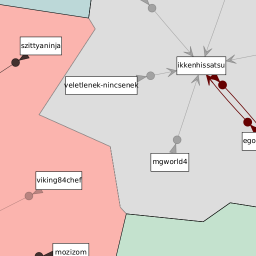 szittyaninja
ikkenhissatsu
veletlenek-nincsenek
ego
mgworld4
viking84chef
mozizom